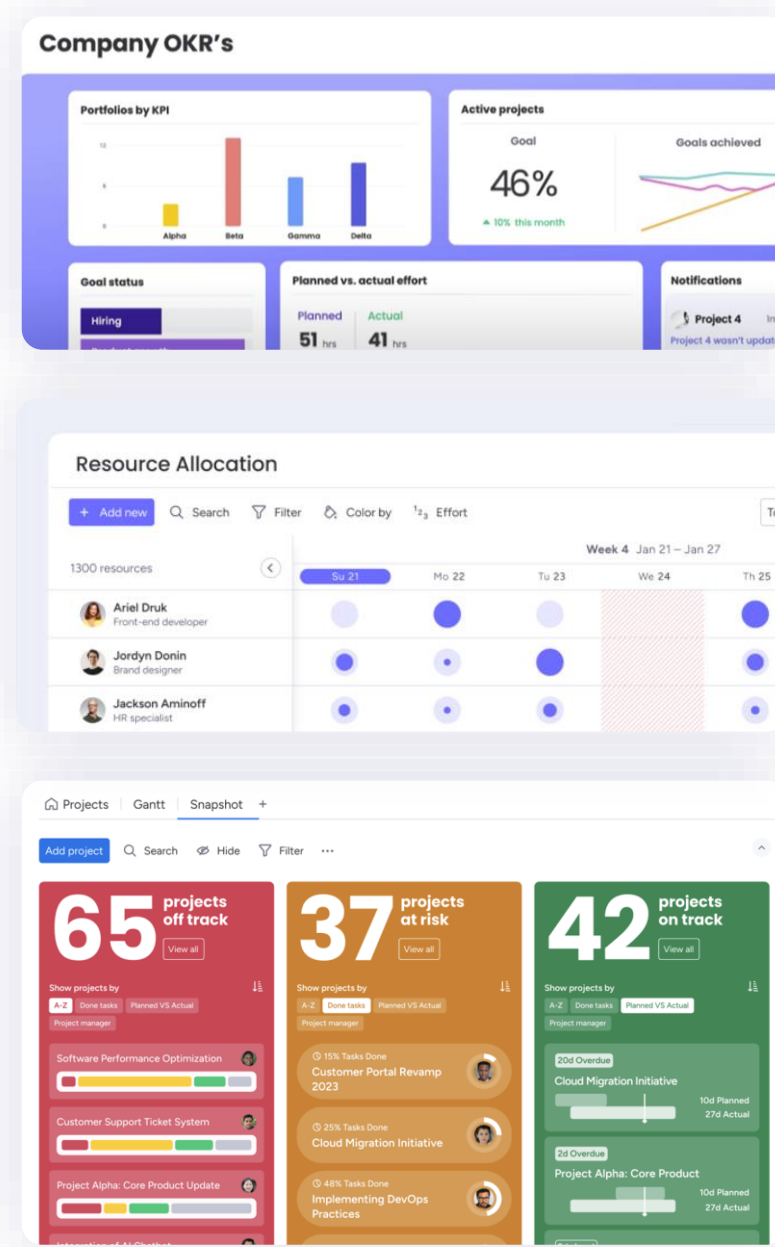 Company OKR's
Portfolios by KPI
12
6
0
Alpha Beta Gamma Delta
Active projects
Goal
46%
10% this month
Goals achieved
Goal status
Hiring
Planned vs. actual effort
Planned Actual
51 hrs 41 hrs
Notifications
Project 4
Project 4 wasn't updat
Resource Allocation
+ Add new Search Filter Color by Effort
Week 4 Jan 21 – Jan 27
1300 resources
Su 21 Mo 22 Tu 23 We 24 Th 25
Ariel Druk
Front-end developer
Jordyn Donin
Brand designer
Jackson Aminoff
HR specialist
Projects Gantt Snapshot +
Add project Search Hide Filter ...
65 projects
off track
View all
Show projects by
A-Z Done tasks Planned VS Actual
Project manager
Software Performance Optimization
Customer Support Ticket System
Project Alpha: Core Product Update
37 projects
at risk
View all
Show projects by
A-Z Done tasks Planned VS Actual
Project manager
15% Tasks Done
Customer Portal Revamp
2023
25% Tasks Done
Cloud Migration Initiative
48% Tasks Done
Implementing DevOps
Practices
42 projects
on track
View all
Show projects by
A-Z Done tasks Planned VS Actual
Project manager
20d Overdue
Cloud Migration Initiative
10d Planned
27d Actual
2d Overdue
Project Alpha: Core Product
10d Planned
27d Actual